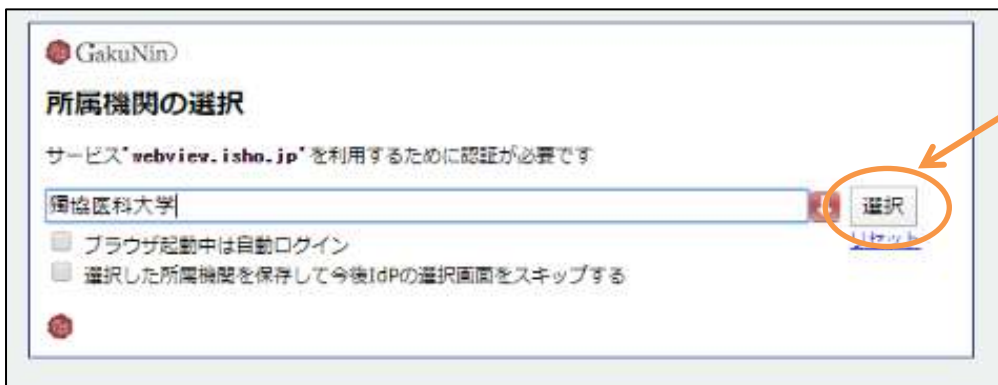 GakuNin
所属機関の選択
サービス'webview.isho.jp'を利用するために認証が必要です
獨協医科大学
選択
リセット
ブラウザ起動中は自動ログイン
選択した所属機関を保存して今後IdPの選択画面をスキップする